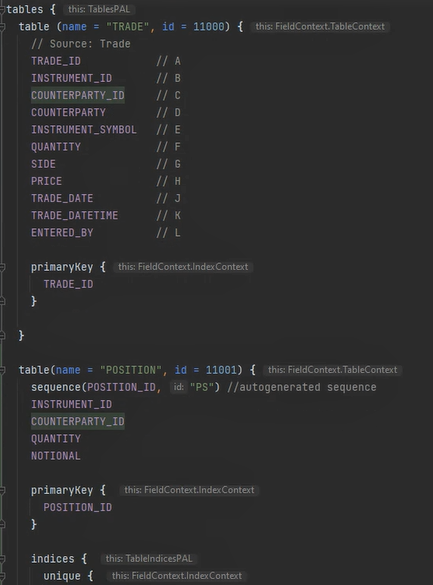 tables {  this: TablesPAL
table (name = "TRADE", id = 11000) {  this: FieldContext.TableContext
// Source: Trade
TRADE_ID // A
INSTRUMENT_ID // B
COUNTERPARTY_ID // C
COUNTERPARTY // D
INSTRUMENT_SYMBOL // E
QUANTITY // F
SIDE // G
PRICE // H
TRADE_DATE // J
TRADE_DATETIME // K
ENTERED_BY // L
primaryKey {  this: FieldContext.IndexContext
TRADE_ID
}
}
table(name = "POSITION", id = 11001) {  this: FieldContext.TableContext
sequence(POSITION_ID, id: "PS") //autogenerated sequence
INSTRUMENT_ID
COUNTERPARTY_ID
QUANTITY
NOTIONAL
primaryKey {  this: FieldContext.IndexContext
POSITION_ID
}
indices {  this: TableIndicesPAL
unique {  this: FieldContext.IndexContext